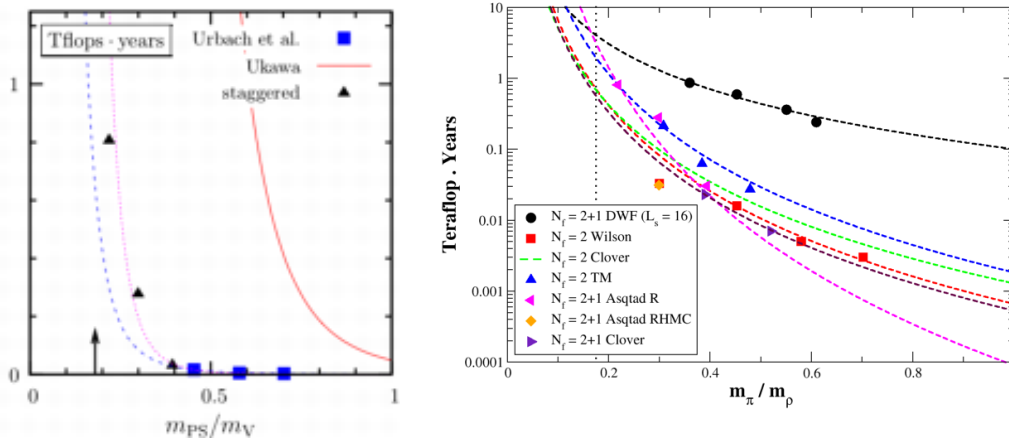 Tflops · years
Urbach et al.
Ukawa
staggered
1
0
0
0.5
1
m_PS/m_V
10
1
0.1
0.01
0.001
0.0001
Teraflop . Years
N_f = 2+1 DWF (L_s = 16)
N_f = 2 Wilson
N_f = 2 Clover
N_f = 2 TM
N_f = 2+1 Asqtad R
N_f = 2+1 Asqtad RHMC
N_f = 2+1 Clover
0
0.2
0.4
0.6
0.8
m_π / m_ρ